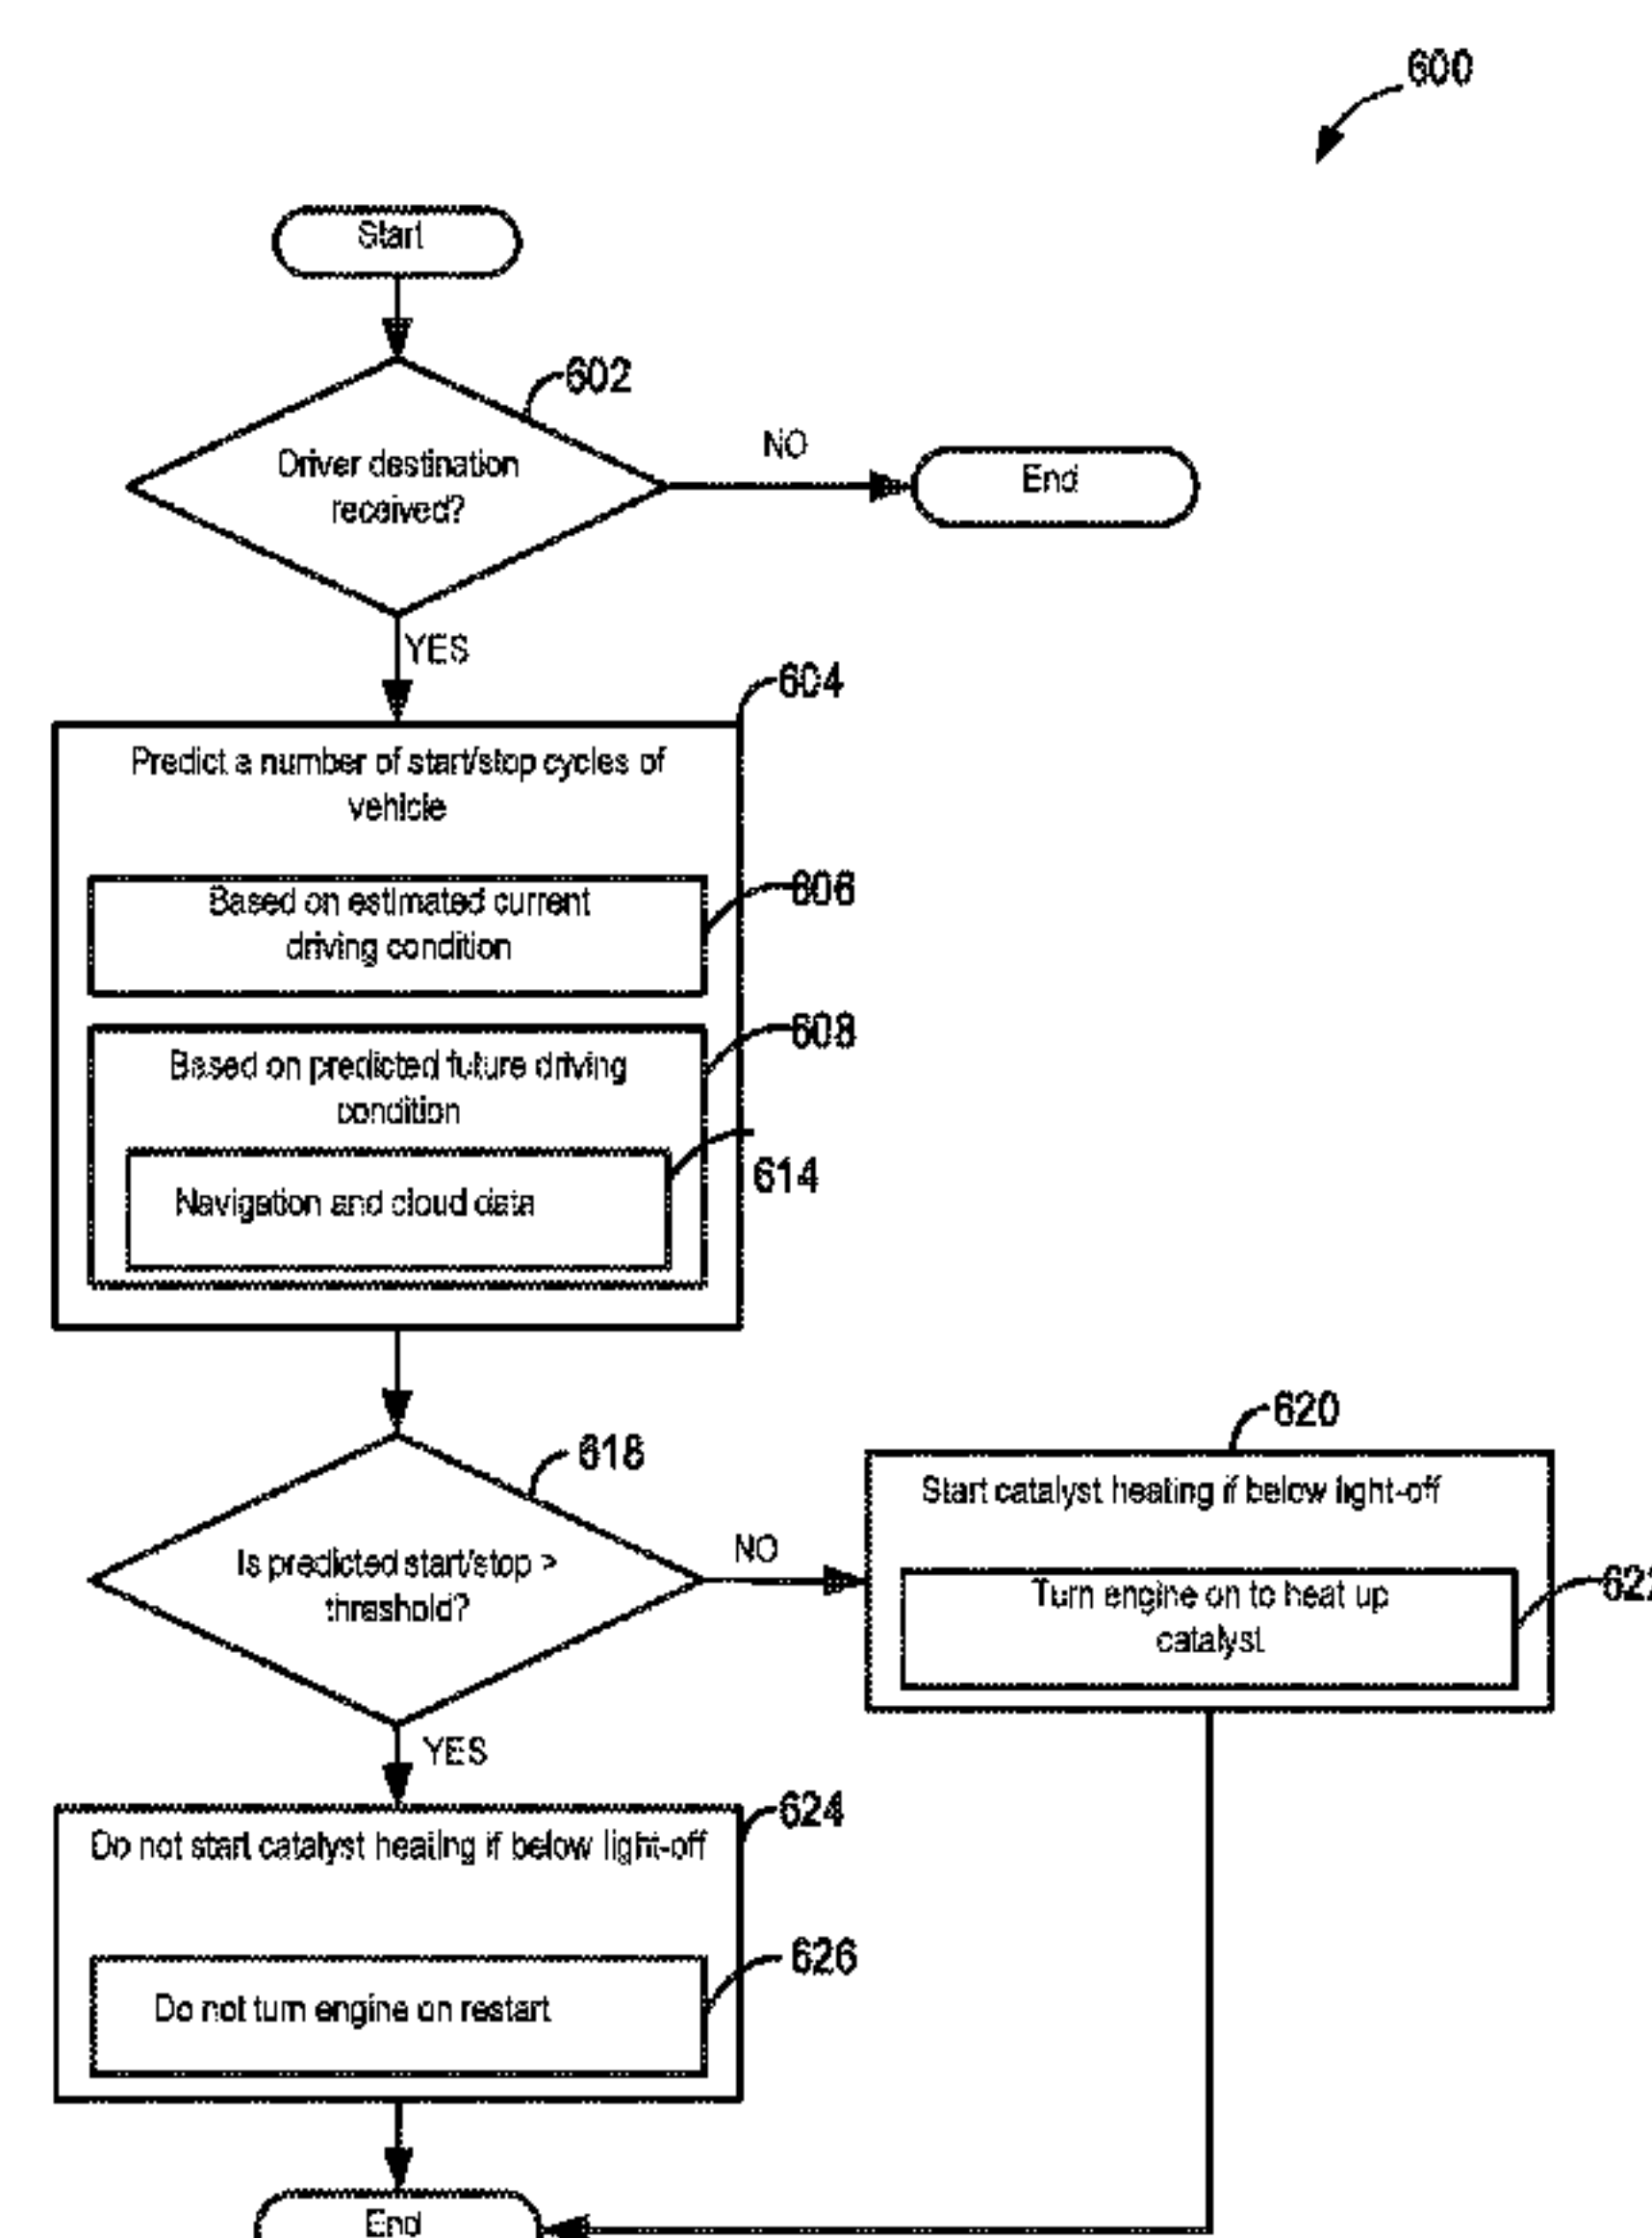 600
Start
602
Driver destination
received?
NO
End
YES
604
Predict a number of start/stop cycles of
vehicle
606
Based on estimated current
driving condition
608
Based on predicted future driving
condition
614
Navigation and cloud data
618
Is predicted start/stop >
threshold?
NO
620
Start catalyst heating if below light-off
Turn engine on to heat up
catalyst
622
YES
624
Do not start catalyst heating if below light-off
626
Do not turn engine on restart
End